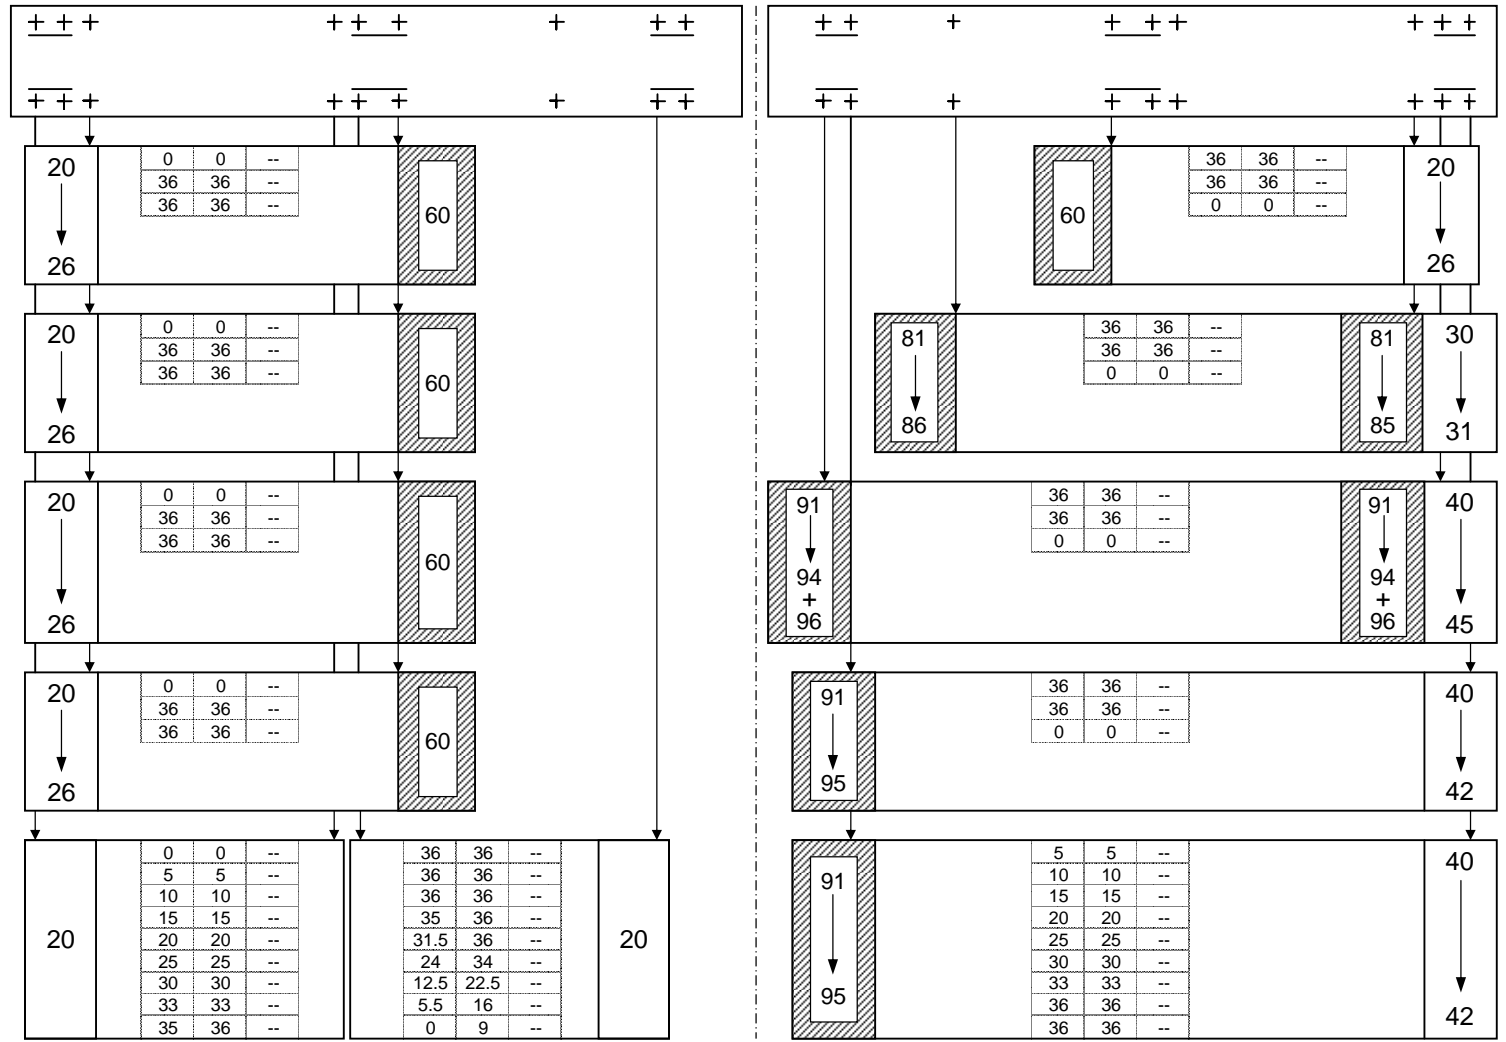 + + + + + + + + +
+ + + + + + + + +
20 26 0 0 --
36 36 --
36 36 --
60
20 26 0 0 --
36 36 --
36 36 --
60
20 26 0 0 --
36 36 --
36 36 --
60
20 26 0 0 --
36 36 --
36 36 --
60
20
0 0 --
5 5 --
10 10 --
15 15 --
20 20 --
25 25 --
30 30 --
33 33 --
35 36 --
36 36 --
36 36 --
36 36 --
35 36 --
31.5 36 --
24 34 --
12.5 22.5 --
5.5 16 --
0 9 --
20
+ + + + + + + + +
+ + + + + + + + +
60
36 36 --
36 36 --
0 0 --
20
26
81
86
36 36 --
36 36 --
0 0 --
81
85
30
31
91
94
+
96
36 36 --
36 36 --
0 0 --
91
94
+
96
40
45
91
95
36 36 --
36 36 --
0 0 --
40
42
91
95
5 5 --
10 10 --
15 15 --
20 20 --
25 25 --
30 30 --
33 33 --
36 36 --
36 36 --
40
42